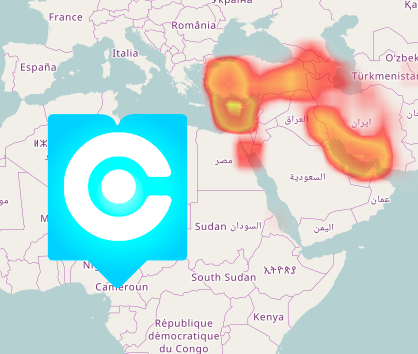 France
România
Italia
España
O'zbek
Türkmenistan
ⵍⵣ
ایران
العراق
مصر
السعودية
عمان
Sudan السودان
اليمن
Cameroun
South Sudan
ኢትዮጵያ
Kenya
République
démocratique
du Congo